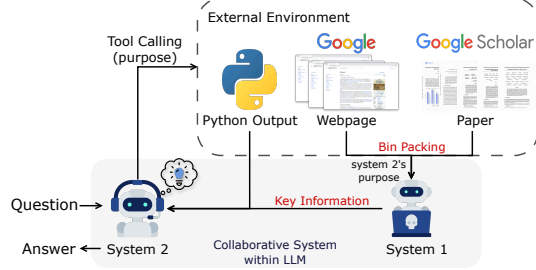 External Environment
Tool Calling
(purpose)
Google
Google Scholar
Python Output
Webpage
Paper
Bin Packing
system 2's
purpose
Question
Key Information
Answer
System 2
System 1
Collaborative System
within LLM